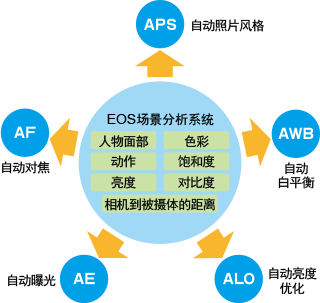 APS
自动照片风格
EOS场景分析系统
AF
自动对焦
人物面部
色彩
动作
饱和度
亮度
对比度
相机到被摄体的距离
AWB
自动
白平衡
自动曝光
AE
ALO
自动亮度
优化